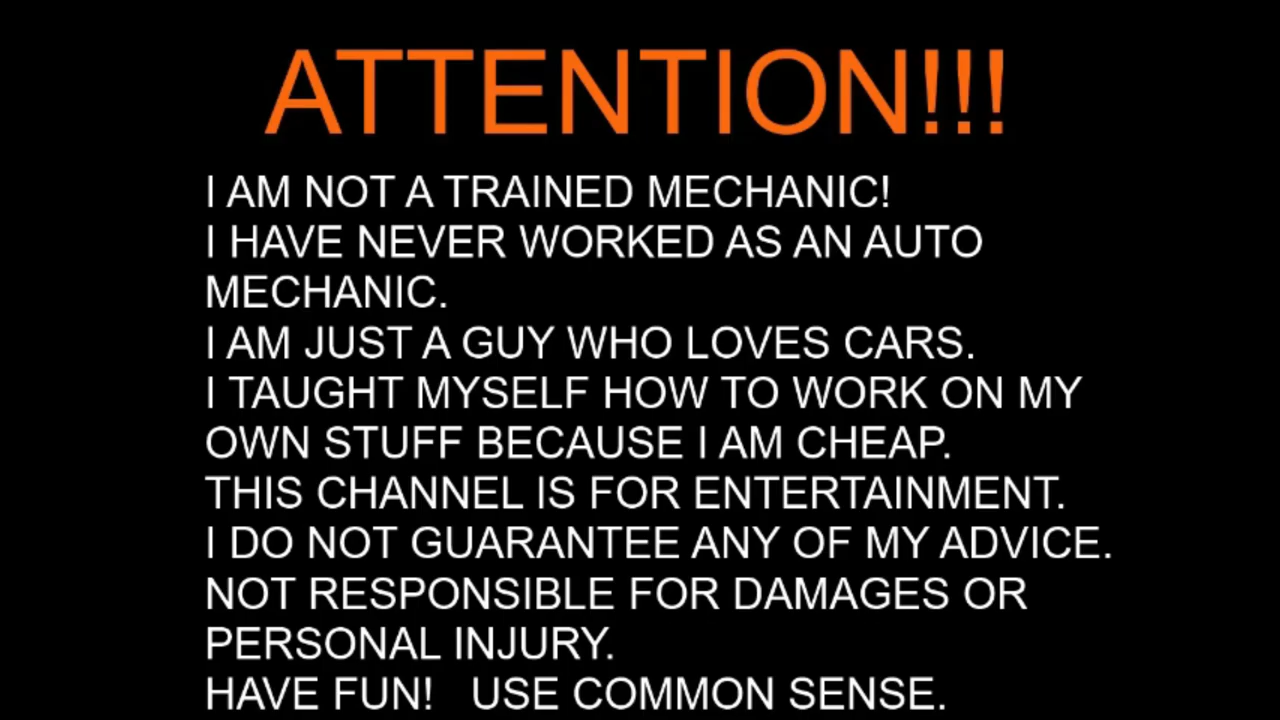 ATTENTION!!!
I AM NOT A TRAINED MECHANIC!
I HAVE NEVER WORKED AS AN AUTO
MECHANIC.
I AM JUST A GUY WHO LOVES CARS.
I TAUGHT MYSELF HOW TO WORK ON MY
OWN STUFF BECAUSE I AM CHEAP.
THIS CHANNEL IS FOR ENTERTAINMENT.
I DO NOT GUARANTEE ANY OF MY ADVICE.
NOT RESPONSIBLE FOR DAMAGES OR
PERSONAL INJURY.
HAVE FUN!   USE COMMON SENSE.